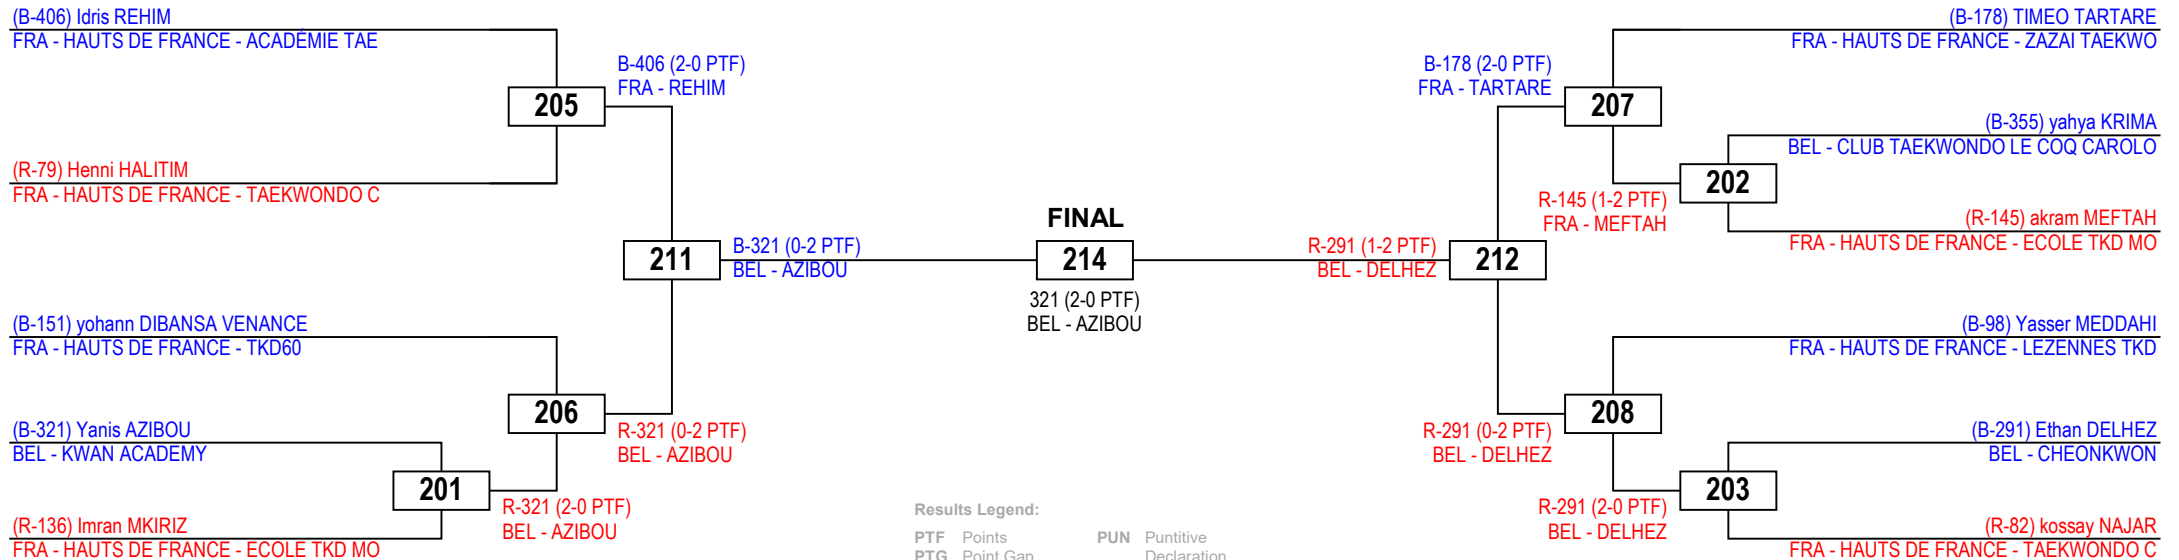 (B-406) Idris REHIM
FRA - HAUTS DE FRANCE - ACADÉMIE TAE
205
B-406 (2-0 PTF)
FRA - REHIM
(R-79) Henni HALITIM
FRA - HAUTS DE FRANCE - TAEKWONDO C
211
B-321 (0-2 PTF)
BEL - AZIBOU
(B-151) yohann DIBANSA VENANCE
FRA - HAUTS DE FRANCE - TKD60
206
R-321 (0-2 PTF)
BEL - AZIBOU
(B-321) Yanis AZIBOU
BEL - KWAN ACADEMY
201
R-321 (2-0 PTF)
BEL - AZIBOU
(R-136) Imran MKIRIZ
FRA - HAUTS DE FRANCE - ECOLE TKD MO
FINAL
214
321 (2-0 PTF)
BEL - AZIBOU
(B-178) TIMEO TARTARE
FRA - HAUTS DE FRANCE - ZAZAI TAEKWO
B-178 (2-0 PTF)
FRA - TARTARE
207
(B-355) yahya KRIMA
BEL - CLUB TAEKWONDO LE COQ CAROLO
202
R-145 (1-2 PTF)
FRA - MEFTAH
(R-145) akram MEFTAH
FRA - HAUTS DE FRANCE - ECOLE TKD MO
R-291 (1-2 PTF)
BEL - DELHEZ
212
(B-98) Yasser MEDDAHI
FRA - HAUTS DE FRANCE - LEZENNES TKD
208
R-291 (0-2 PTF)
BEL - DELHEZ
(B-291) Ethan DELHEZ
BEL - CHEONKWON
203
R-291 (2-0 PTF)
BEL - DELHEZ
(R-82) kossay NAJAR
FRA - HAUTS DE FRANCE - TAEKWONDO C
Results Legend:
PTF Points PUN Puntitive
PTG Point Gap Declaration